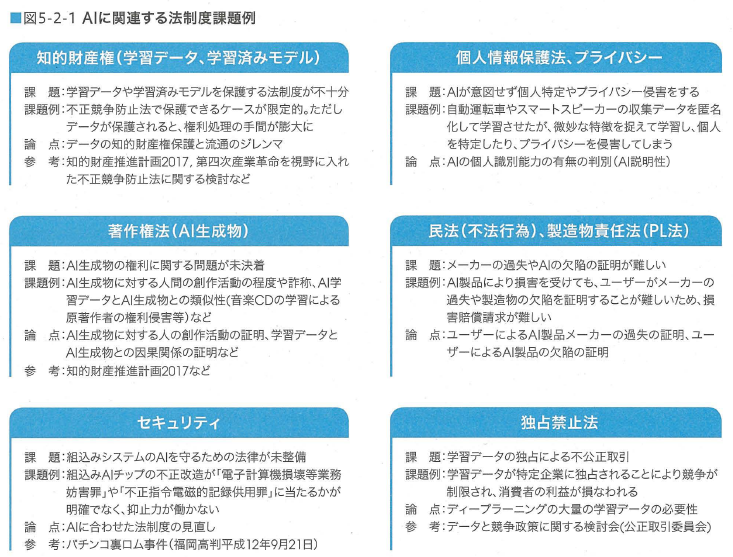 ■図5-2-1 AIに関連する法制度課題例
知的財産権（学習データ、学習済みモデル）
課　題：学習データや学習済みモデルを保護する法制度が不十分
課題例：不正競争防止法で保護できるケースが限定的。ただし
データが保護されると、権利処理の手間が膨大に
論　点：データの知的財産権保護と流通のジレンマ
参　考：知的財産推進計画2017，第四次産業革命を視野に入れ
た不正競争防止法に関する検討など
個人情報保護法、プライバシー
課　題：AIが意図せず個人特定やプライバシー侵害をする
課題例：自動運転車やスマートスピーカーの収集データを匿名
化して学習させたが、微妙な特徴を捉えて学習し、個人
を特定したり、プライバシーを侵害してしまう
論　点：AIの個人識別能力の有無の判別（AI説明性）
著作権法（AI生成物）
課　題：AI生成物の権利に関する問題が未決着
課題例：AI生成物に対する人間の創作活動の程度や詐称、AI学
習データとAI生成物との類似性（音楽CDの学習による
原著作者の権利侵害等）など
論　点：AI生成物に対する人の創作活動の証明、学習データと
AI生成物との因果関係の証明など
参　考：知的財産推進計画2017など
民法（不法行為）、製造物責任法（PL法）
課　題：メーカーの過失やAIの欠陥の証明が難しい
課題例：AI製品により損害を受けても、ユーザーがメーカーの
過失や製造物の欠陥を証明することが難しいため、損
害賠償請求が難しい
論　点：ユーザーによるAI製品メーカーの過失の証明、ユー
ザーによるAI製品の欠陥の証明
セキュリティ
課　題：組込みシステムのAIを守るための法律が未整備
課題例：組込みAIチップの不正改造が「電子計算機損壊等業務
妨害罪」や「不正指令電磁的記録供用罪」に当たるかが
明確でなく、抑止力が働かない
論　点：AIに合わせた法制度の見直し
参　考：パチンコ裏ロム事件（福岡高判平成12年9月21日）
独占禁止法
課　題：学習データの独占による不公正取引
課題例：学習データが特定企業に独占されることにより競争が
制限され、消費者の利益が損なわれる
論　点：ディープラーニングの大量の学習データの必要性
参　考：データと競争政策に関する検討会（公正取引委員会）